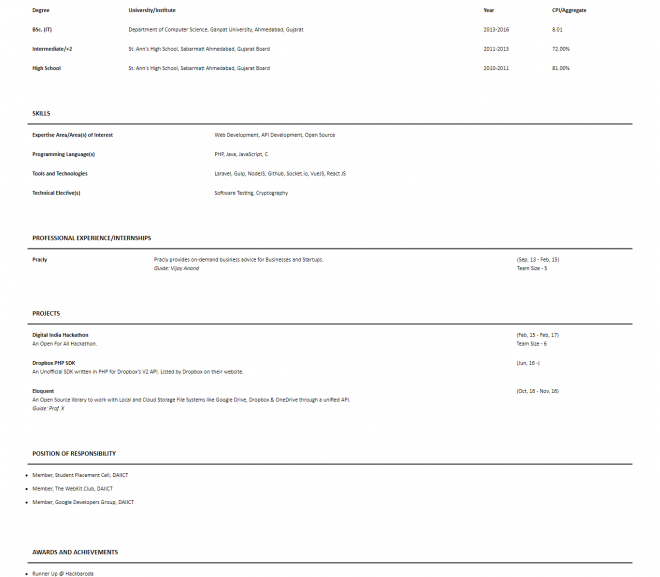 Degree University/Institute Year CPI/Aggregate
BSc. (IT) Department of Computer Science, Ganpat University, Ahmedabad, Gujarat 2013-2016 8.01
Intermediate/+2 St. Ann's High School, Sabarmati Ahmedabad, Gujarat Board 2011-2013 72.00%
High School St. Ann's High School, Sabarmati Ahmedabad, Gujarat Board 2010-2011 81.00%
SKILLS
Expertise Area/Area(s) of Interest Web Development, API Development, Open Source
Programming Language(s) PHP, Java, JavaScript, C
Tools and Technologies Laravel, Gulp, NodeJS, Github, Socket.io, VueJS, React JS
Technical Elective(s) Software Testing, Cryptography
PROFESSIONAL EXPERIENCE/INTERNSHIPS
Pracly Pracly provides on-demand business advice for Businesses and Startups. (Sep, 13 - Feb, 15)
Guide: Vijay Anand Team Size - 3
PROJECTS
Digital India Hackathon (Feb, 15 - Feb, 17)
An Open For All Hackathon. Team Size - 6
Dropbox PHP SDK (Jun, 16 -)
An Unofficial SDK written in PHP for Dropbox's V2 API. Listed by Dropbox on their website.
Eloquent (Oct, 16 - Nov, 16)
An Open Source library to work with Local and Cloud Storage File Systems like Google Drive, Dropbox & OneDrive through a unified API.
Guide: Prof. X
POSITION OF RESPONSIBILITY
• Member, Student Placement Cell, DAIICT
• Member, The WebKit Club, DAIICT
• Member, Google Developers Group, DAIICT
AWARDS AND ACHIEVEMENTS
• Runner Up @ Hackbaroda